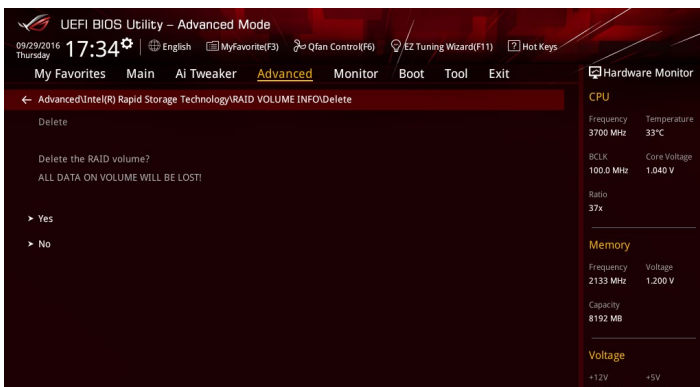 UEFI BIOS Utility – Advanced Mode
09/29/2016 Thursday 17:34 English MyFavorite(F3) Qfan Control(F6) EZ Tuning Wizard(F11) ? Hot Keys
My Favorites Main Ai Tweaker Advanced Monitor Boot Tool Exit
← Advanced\Intel(R) Rapid Storage Technology\RAID VOLUME INFO\Delete
Delete
Delete the RAID volume?
ALL DATA ON VOLUME WILL BE LOST!
> Yes
> No
Hardware Monitor
CPU
Frequency Temperature
3700 MHz 33°C
BCLK Core Voltage
100.0 MHz 1.040 V
Ratio
37x
Memory
Frequency Voltage
2133 MHz 1.200 V
Capacity
8192 MB
Voltage
+12V +5V